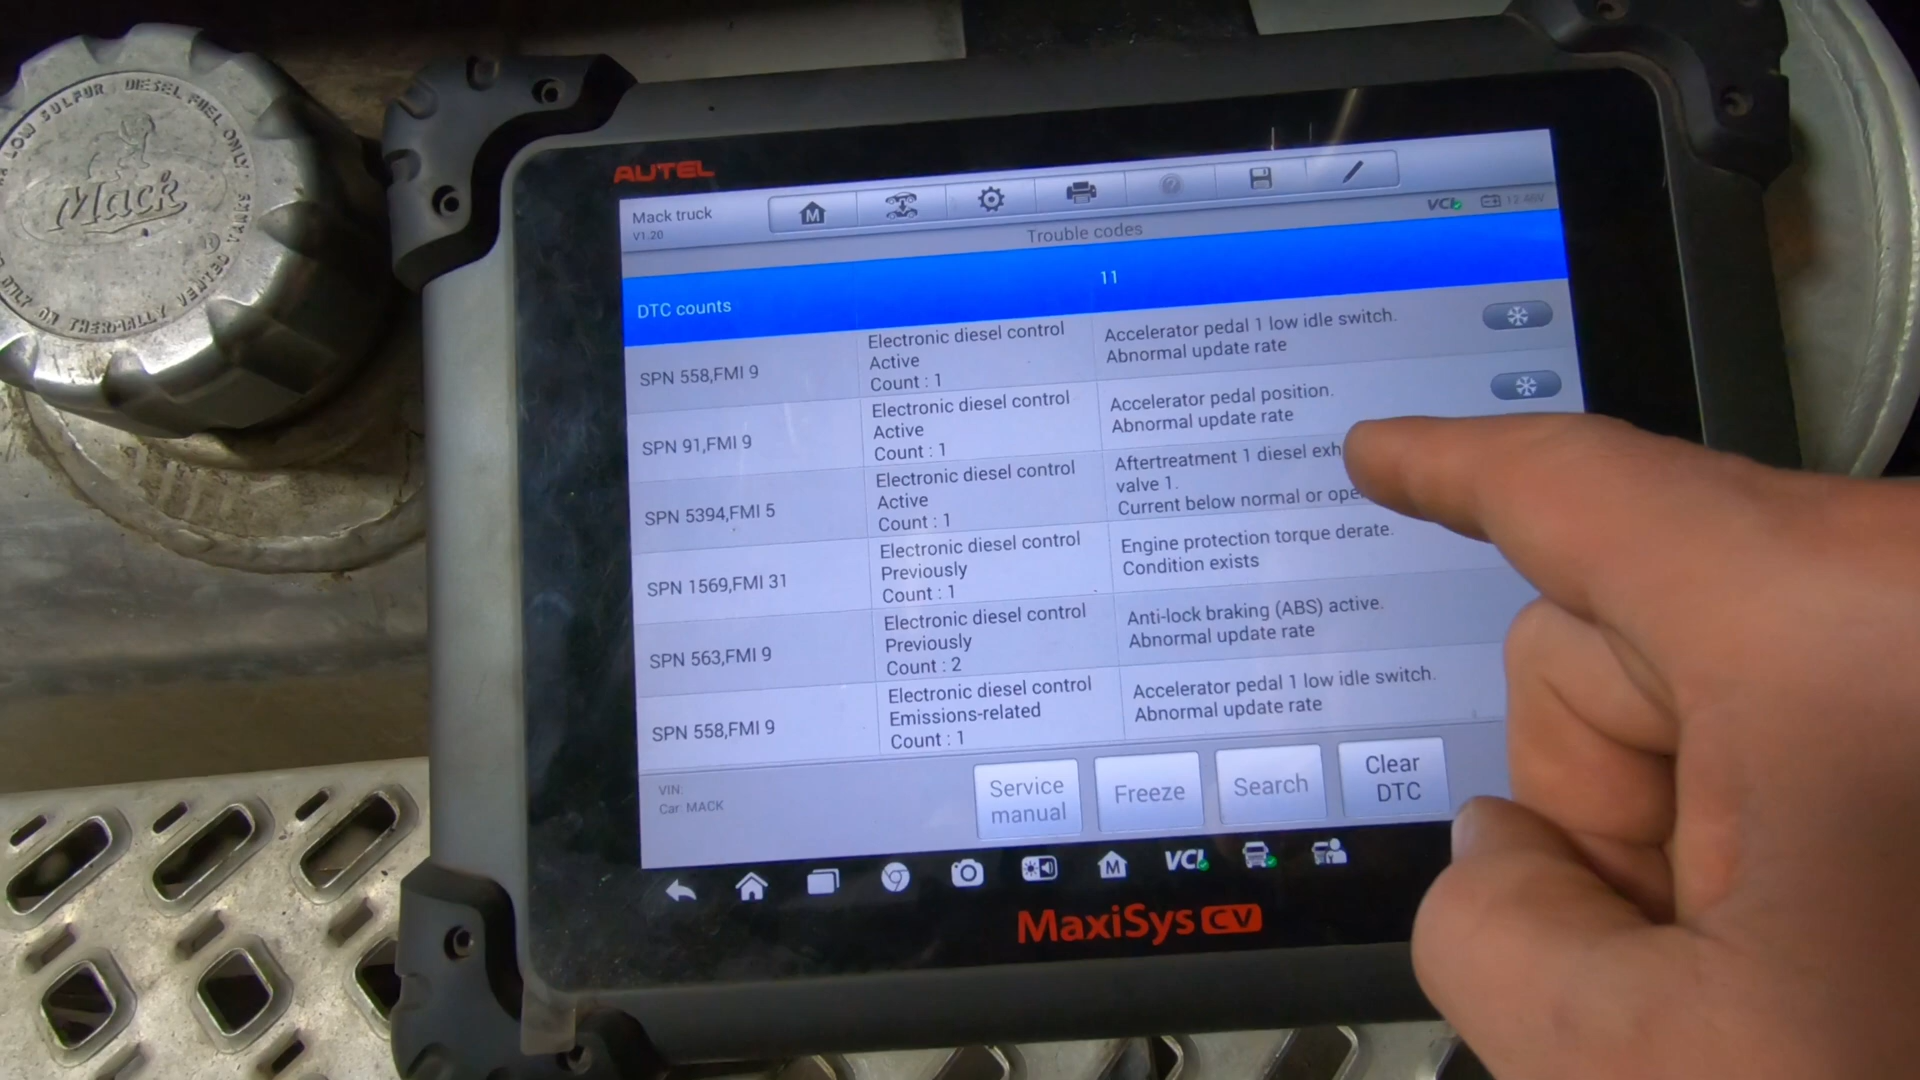 LOW SULFUR DIESEL FUEL ONLY.
Mack
ONLY ON THERMALLY VENTED
AUTEL
Mack truck
V1.20
M
VCI
12.46V
Trouble codes
DTC counts
11
SPN 558,FMI 9
Electronic diesel control
Active
Count : 1
Accelerator pedal 1 low idle switch.
Abnormal update rate
SPN 91,FMI 9
Electronic diesel control
Active
Count : 1
Accelerator pedal position.
Abnormal update rate
SPN 5394,FMI 5
Electronic diesel control
Active
Count : 1
Aftertreatment 1 diesel exh
valve 1.
Current below normal or ope
SPN 1569,FMI 31
Electronic diesel control
Previously
Count : 1
Engine protection torque derate.
Condition exists
SPN 563,FMI 9
Electronic diesel control
Previously
Count : 2
Anti-lock braking (ABS) active.
Abnormal update rate
SPN 558,FMI 9
Electronic diesel control
Emissions-related
Count : 1
Accelerator pedal 1 low idle switch.
Abnormal update rate
VIN:
Car: MACK
Service
manual
Freeze
Search
Clear
DTC
M
VCI
MaxiSys CV